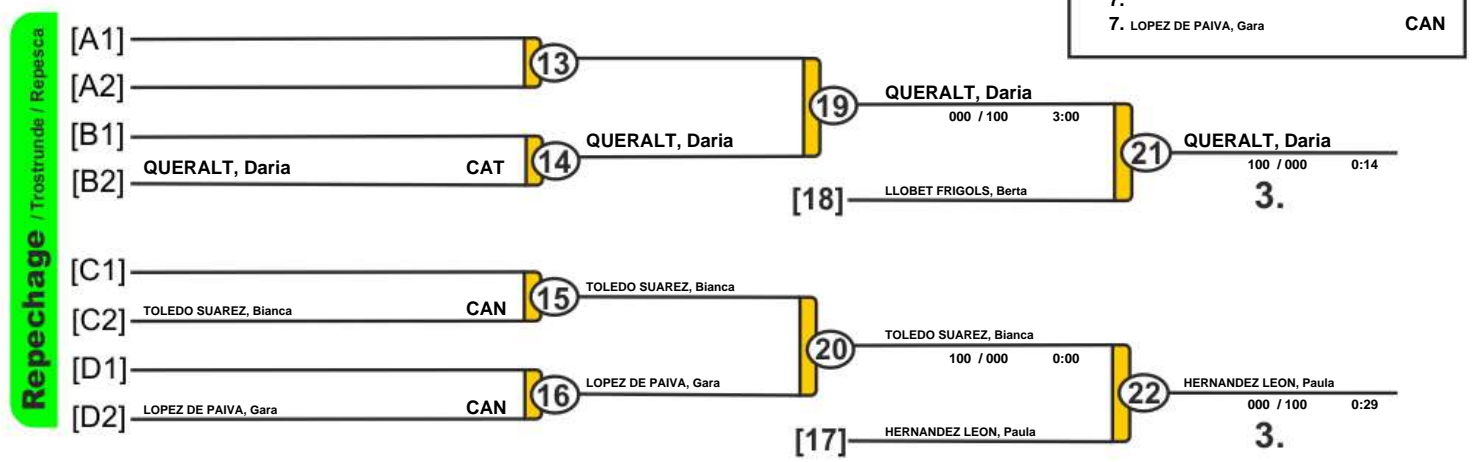 7.
7. LOPEZ DE PAIVA, Gara CAN
Repechage / Trostrunde / Repesca
[A1]
13
[A2]
19
QUERALT, Daria
000 / 100 3:00
[B1]
QUERALT, Daria CAT
14
QUERALT, Daria
[B2]
21
QUERALT, Daria
100 / 000 0:14
3.
[18]
LLOBET FRIGOLS, Berta
[C1]
15
TOLEDO SUAREZ, Bianca
TOLEDO SUAREZ, Bianca CAN
[C2]
20
TOLEDO SUAREZ, Bianca
100 / 000 0:00
[D1]
16
LOPEZ DE PAIVA, Gara
LOPEZ DE PAIVA, Gara CAN
[D2]
22
HERNANDEZ LEON, Paula
000 / 100 0:29
3.
[17]
HERNANDEZ LEON, Paula